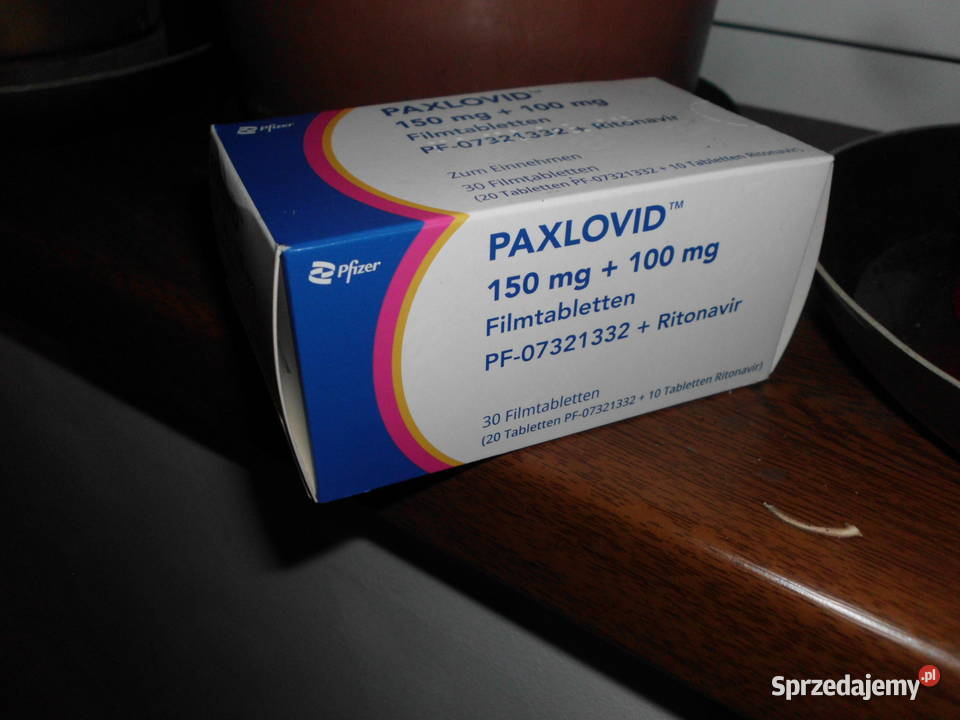 Pfizer
PAXLOVID™
150 mg + 100 mg
Filmtabletten
PF-07321332 + Ritonavir
Zum Einnehmen
30 Filmtabletten
(20 Tabletten PF-07321332 + 10 Tabletten Ritonavir)
Pfizer
PAXLOVID™
150 mg + 100 mg
Filmtabletten
PF-07321332 + Ritonavir
30 Filmtabletten
(20 Tabletten PF-07321332 + 10 Tabletten Ritonavir)
Sprzedajemy.pl